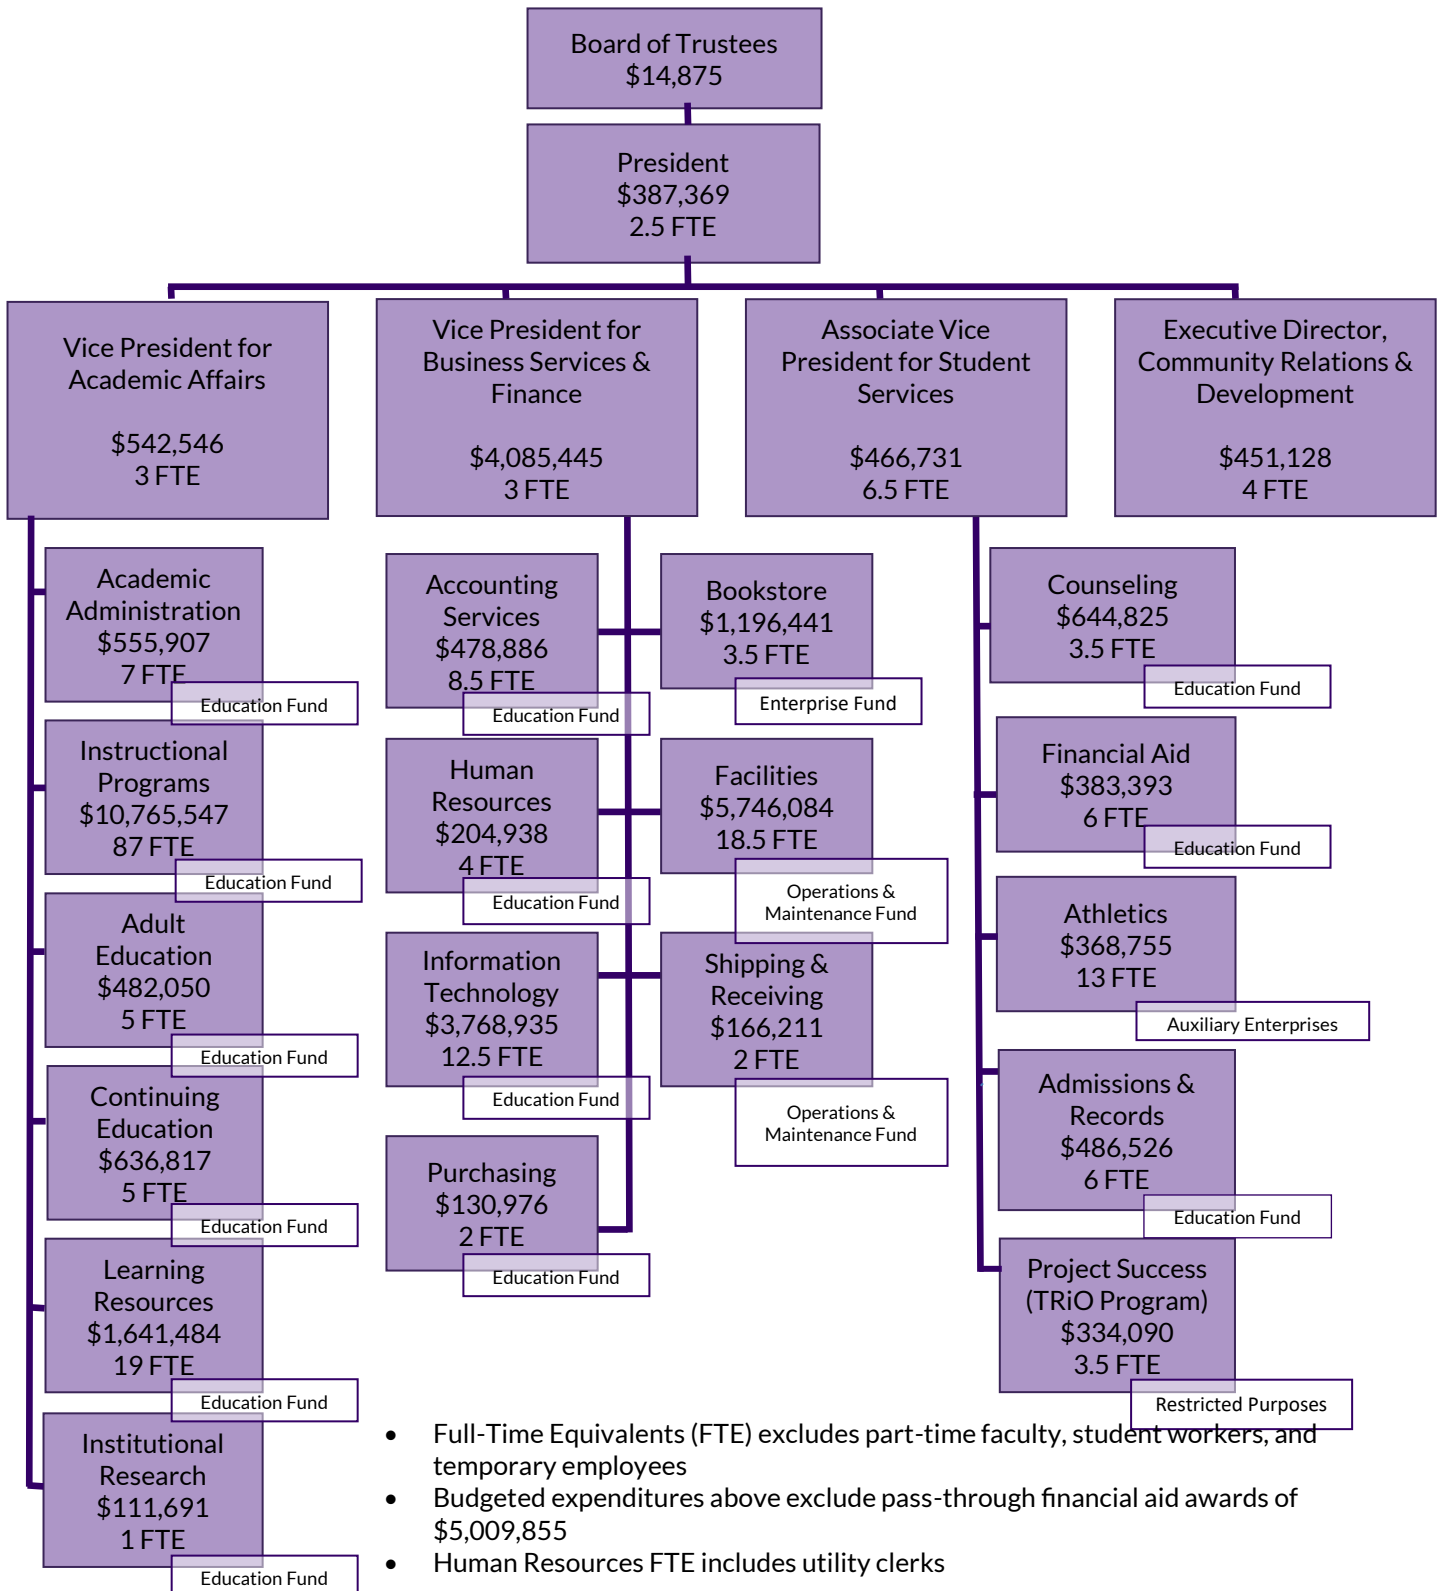 Board of Trustees
$14,875
President
$387,369
2.5 FTE
Vice President for
Academic Affairs
$542,546
3 FTE
Vice President for
Business Services &
Finance
$4,085,445
3 FTE
Associate Vice
President for Student
Services
$466,731
6.5 FTE
Executive Director,
Community Relations &
Development
$451,128
4 FTE
Academic
Administration
$555,907
7 FTE
Education Fund
Instructional
Programs
$10,765,547
87 FTE
Education Fund
Adult
Education
$482,050
5 FTE
Education Fund
Continuing
Education
$636,817
5 FTE
Education Fund
Learning
Resources
$1,641,484
19 FTE
Education Fund
Institutional
Research
$111,691
1 FTE
Education Fund
Accounting
Services
$478,886
8.5 FTE
Education Fund
Human
Resources
$204,938
4 FTE
Education Fund
Information
Technology
$3,768,935
12.5 FTE
Education Fund
Purchasing
$130,976
2 FTE
Education Fund
Bookstore
$1,196,441
3.5 FTE
Enterprise Fund
Facilities
$5,746,084
18.5 FTE
Operations &
Maintenance Fund
Shipping &
Receiving
$166,211
2 FTE
Operations &
Maintenance Fund
Counseling
$644,825
3.5 FTE
Education Fund
Financial Aid
$383,393
6 FTE
Education Fund
Athletics
$368,755
13 FTE
Auxiliary Enterprises
Admissions &
Records
$486,526
6 FTE
Education Fund
Project Success
(TRiO Program)
$334,090
3.5 FTE
Restricted Purposes
• Full-Time Equivalents (FTE) excludes part-time faculty, student workers, and
temporary employees
• Budgeted expenditures above exclude pass-through financial aid awards of
$5,009,855
• Human Resources FTE includes utility clerks